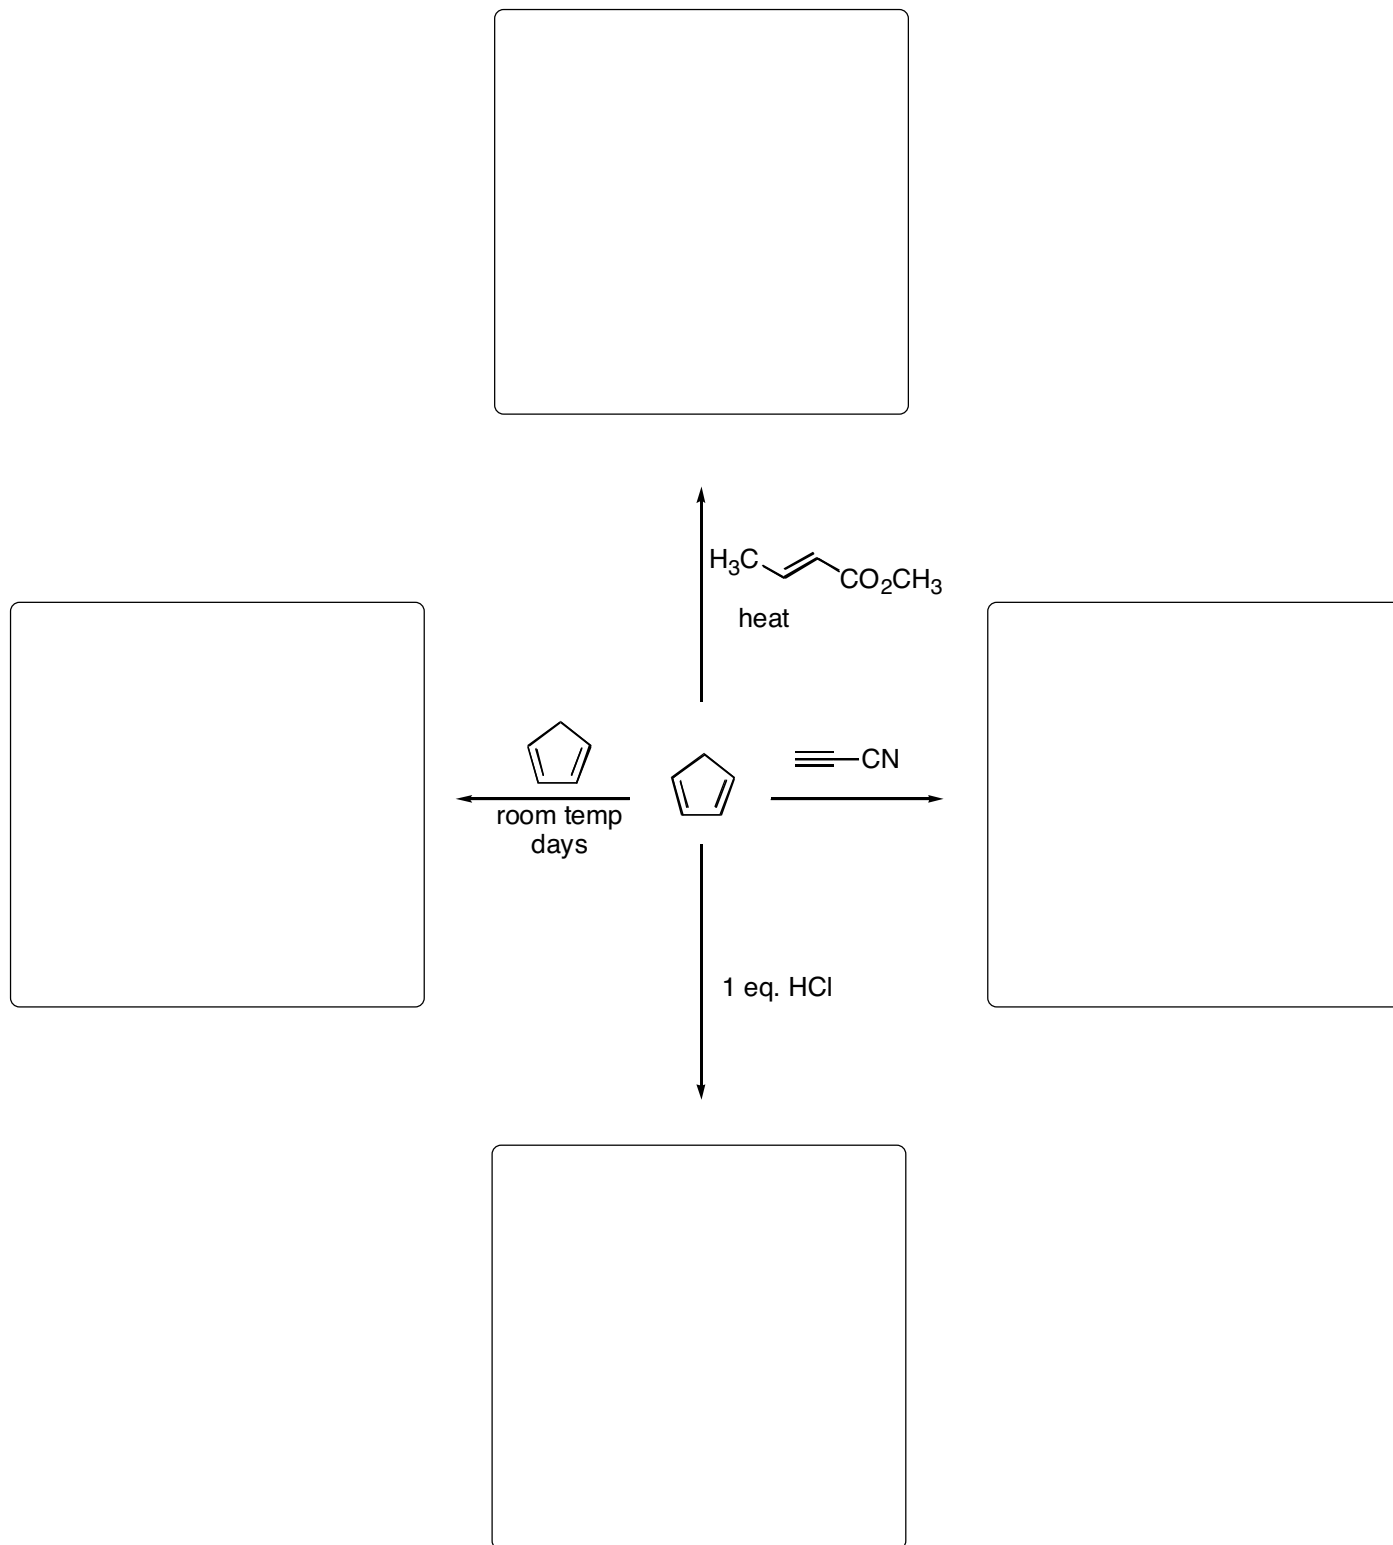 H3C
CO2CH3
heat
CN
room temp
days
1 eq. HCl